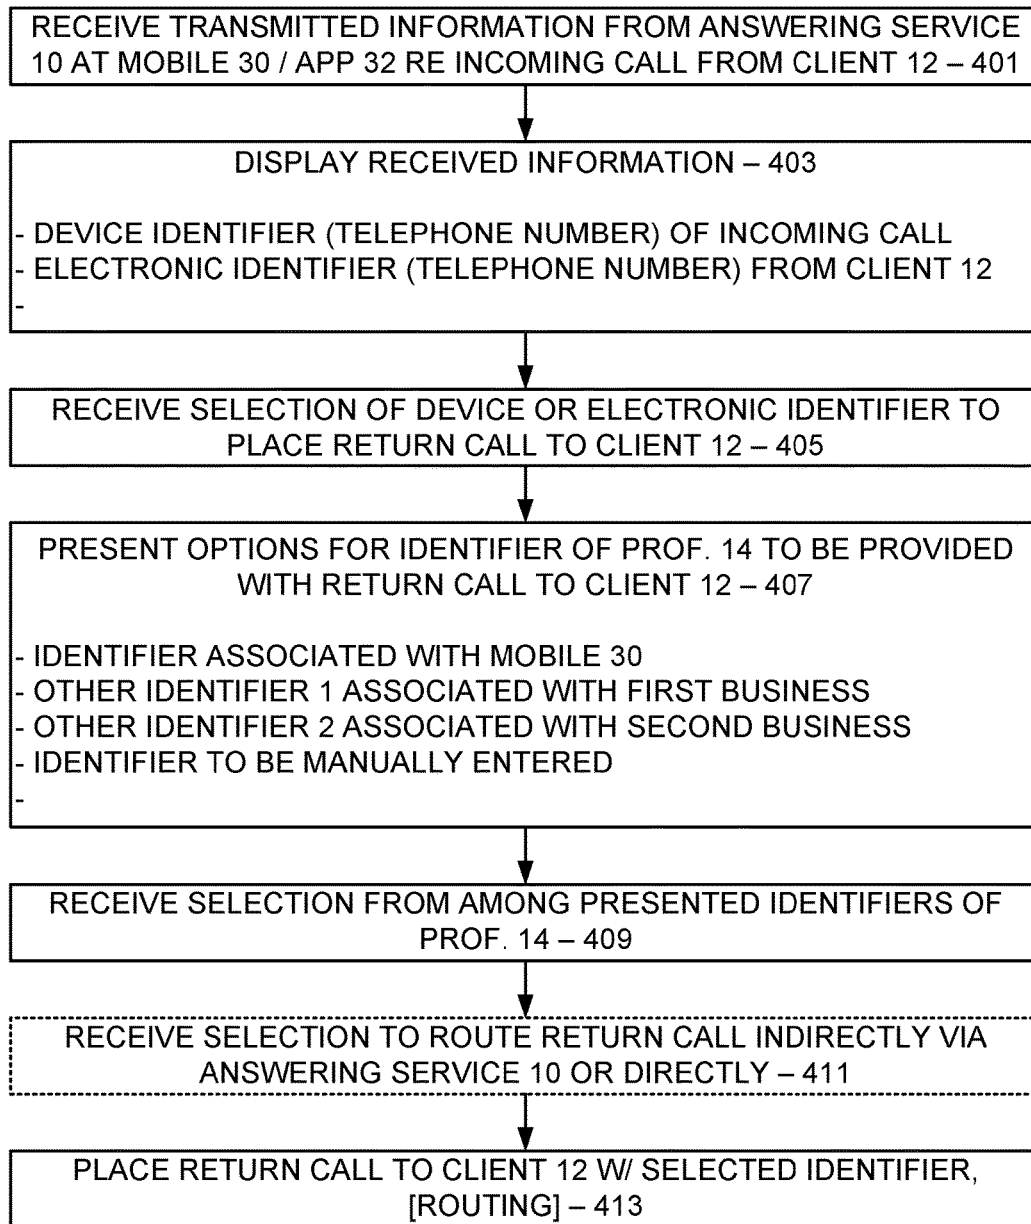 RECEIVE TRANSMITTED INFORMATION FROM ANSWERING SERVICE
10 AT MOBILE 30 / APP 32 RE INCOMING CALL FROM CLIENT 12 – 401
DISPLAY RECEIVED INFORMATION – 403
- DEVICE IDENTIFIER (TELEPHONE NUMBER) OF INCOMING CALL
- ELECTRONIC IDENTIFIER (TELEPHONE NUMBER) FROM CLIENT 12
-
RECEIVE SELECTION OF DEVICE OR ELECTRONIC IDENTIFIER TO
PLACE RETURN CALL TO CLIENT 12 – 405
PRESENT OPTIONS FOR IDENTIFIER OF PROF. 14 TO BE PROVIDED
WITH RETURN CALL TO CLIENT 12 – 407
- IDENTIFIER ASSOCIATED WITH MOBILE 30
- OTHER IDENTIFIER 1 ASSOCIATED WITH FIRST BUSINESS
- OTHER IDENTIFIER 2 ASSOCIATED WITH SECOND BUSINESS
- IDENTIFIER TO BE MANUALLY ENTERED
-
RECEIVE SELECTION FROM AMONG PRESENTED IDENTIFIERS OF
PROF. 14 – 409
RECEIVE SELECTION TO ROUTE RETURN CALL INDIRECTLY VIA
ANSWERING SERVICE 10 OR DIRECTLY – 411
PLACE RETURN CALL TO CLIENT 12 W/ SELECTED IDENTIFIER,
[ROUTING] – 413